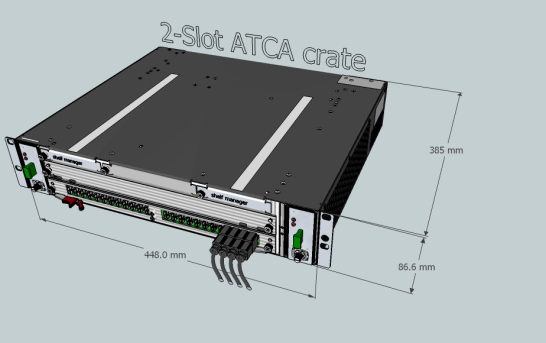 2-Slot ATCA crate
shelf manager
shelf manager
385 mm
448.0 mm
86.6 mm